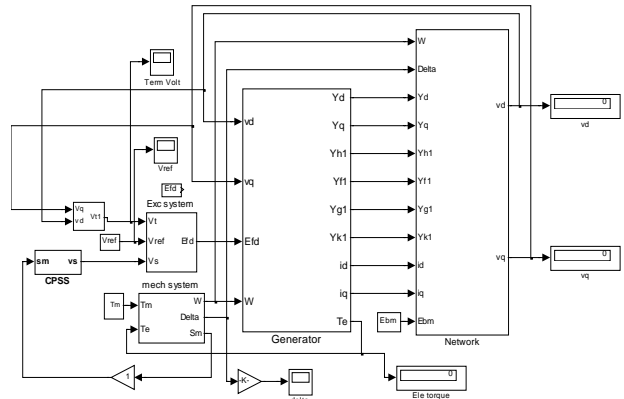 Term Volt
Vref
Efd
Exc system
Vq
vd
Vt1
Vref
Vt
Vref
Vs
Efd
sm
vs
CPSS
mech system
Tm
Tm
Te
W
Delta
Sm
1
-K-
vd
vq
Efd
W
Yd
Yq
Yh1
Yf1
Yg1
Yk1
id
iq
Te
Generator
W
Delta
Yd
Yq
Yh1
Yf1
Yg1
Yk1
id
iq
Ebm
Ebm
vd
vq
Network
0
vd
0
vq
0
Ele torque